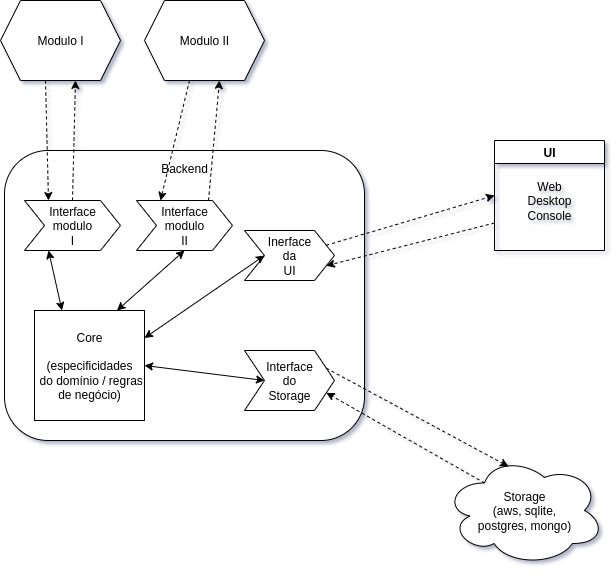 Modulo I
Modulo II
Backend
UI
Web
Desktop
Console
Interface
modulo
I
Interface
modulo
II
Inerface
da
UI
Core
(especificidades
do domínio / regras
de negócio)
Interface
do
Storage
Storage
(aws, sqlite,
postgres, mongo)